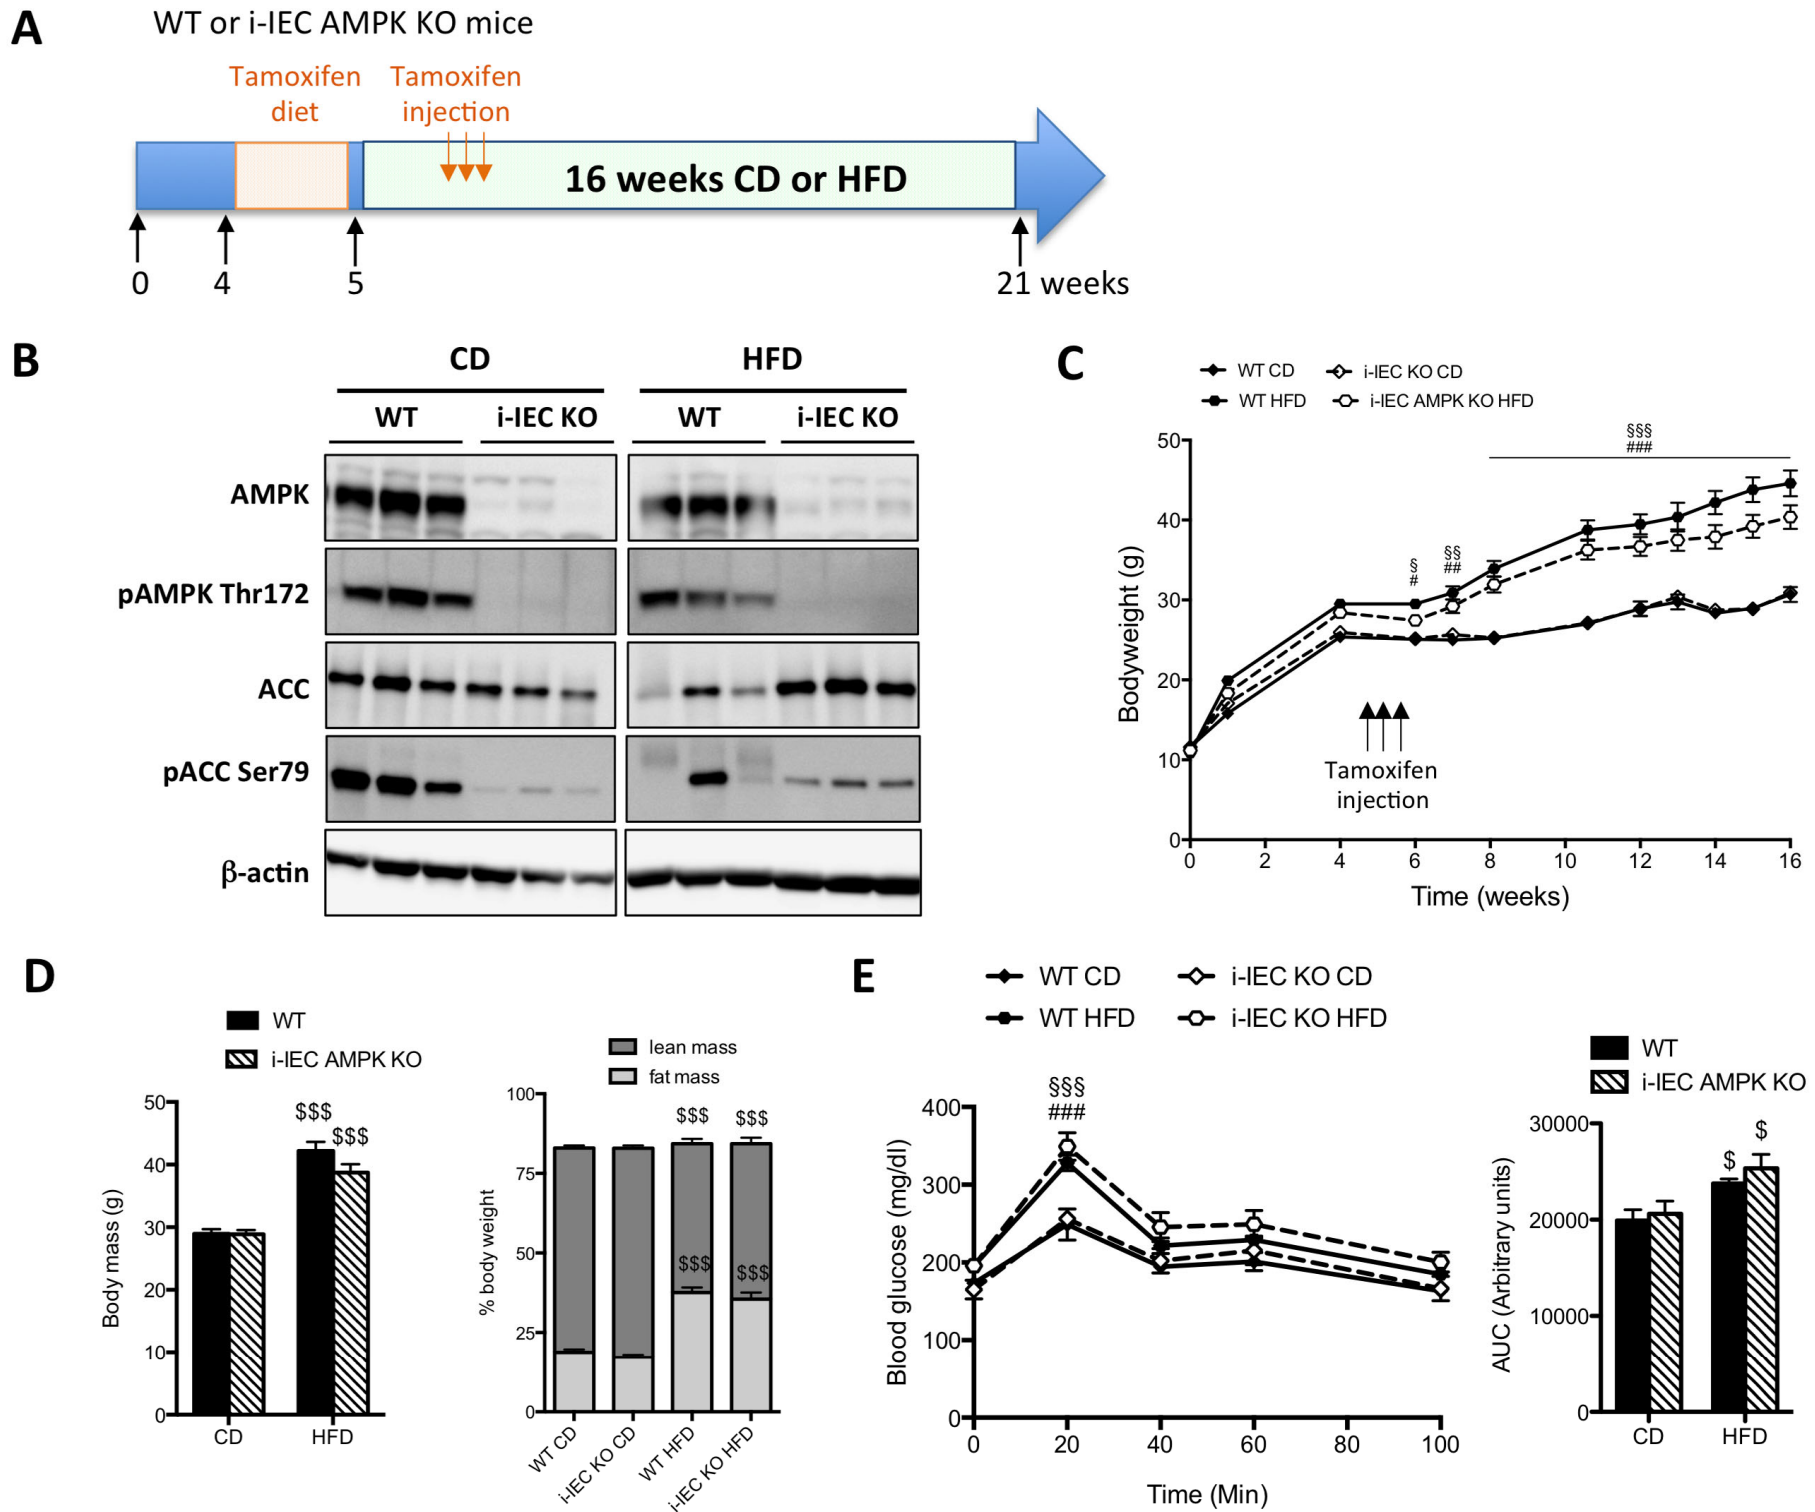 A
WT or i-IEC AMPK KO mice
Tamoxifen
diet
Tamoxifen
injection
16 weeks CD or HFD
0
4
5
21 weeks
B
CD
HFD
WT
i-IEC KO
WT
i-IEC KO
AMPK
pAMPK Thr172
ACC
pACC Ser79
β-actin
C
WT CD
i-IEC KO CD
WT HFD
i-IEC AMPK KO HFD
50
40
30
20
10
0
Bodyweight (g)
§
#
§§
##
§§§
###
Tamoxifen
injection
0 2 4 6 8 10 12 14 16
Time (weeks)
D
WT
i-IEC AMPK KO
50
40
30
20
10
0
Body mass (g)
$$$
$$$
CD
HFD
lean mass
fat mass
100
75
50
25
0
% body weight
$$$
$$$
$$$
$$$
WT CD
i-IEC KO CD
WT HFD
i-IEC KO HFD
E
WT CD
i-IEC KO CD
WT HFD
i-IEC KO HFD
400
300
200
100
0
Blood glucose (mg/dl)
§§§
###
0 20 40 60 80 100
Time (Min)
WT
i-IEC AMPK KO
30000
20000
10000
0
AUC (Arbitrary units)
$
$
CD
HFD